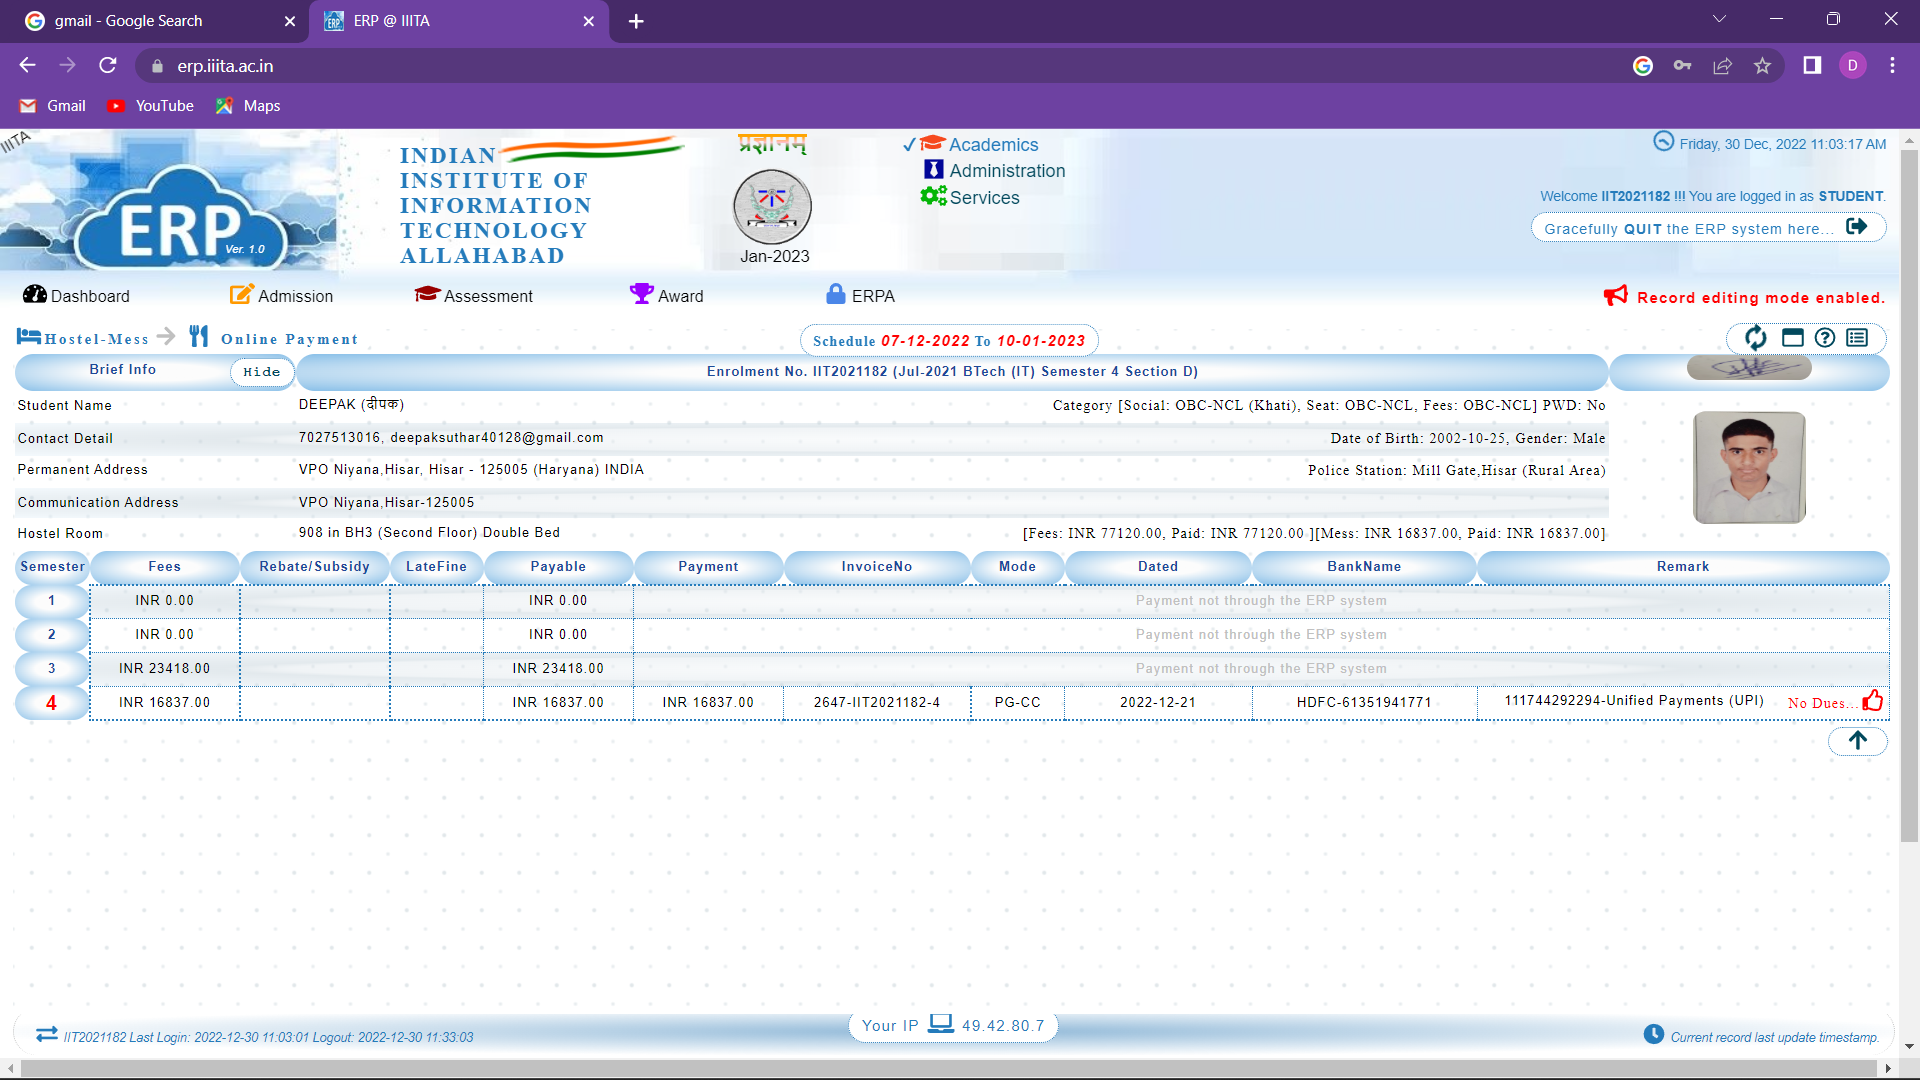 gmail - Google Search
ERP @ IIITA
erp.iiita.ac.in
D
Gmail YouTube Maps
IIITA
ERP Ver. 1.0
INDIAN
INSTITUTE OF
INFORMATION
TECHNOLOGY
ALLAHABAD
प्रज्ञानम्
Jan-2023
Academics
Administration
Services
Friday, 30 Dec, 2022 11:03:17 AM
Welcome IIT2021182 !!! You are logged in as STUDENT.
Gracefully QUIT the ERP system here...
Dashboard Admission Assessment Award ERPA
Record editing mode enabled.
Hostel-Mess Online Payment
Schedule 07-12-2022 To 10-01-2023
Brief Info Hide Enrolment No. IIT2021182 (Jul-2021 BTech (IT) Semester 4 Section D)
Student Name DEEPAK (दीपक) Category [Social: OBC-NCL (Khati), Seat: OBC-NCL, Fees: OBC-NCL] PWD: No
Contact Detail 7027513016, deepaksuthar40128@gmail.com Date of Birth: 2002-10-25, Gender: Male
Permanent Address VPO Niyana,Hisar, Hisar - 125005 (Haryana) INDIA Police Station: Mill Gate,Hisar (Rural Area)
Communication Address VPO Niyana,Hisar-125005
Hostel Room 908 in BH3 (Second Floor) Double Bed [Fees: INR 77120.00, Paid: INR 77120.00 ][Mess: INR 16837.00, Paid: INR 16837.00]
Semester Fees Rebate/Subsidy LateFine Payable Payment InvoiceNo Mode Dated BankName Remark
1 INR 0.00 INR 0.00 Payment not through the ERP system
2 INR 0.00 INR 0.00 Payment not through the ERP system
3 INR 23418.00 INR 23418.00 Payment not through the ERP system
4 INR 16837.00 INR 16837.00 INR 16837.00 2647-IIT2021182-4 PG-CC 2022-12-21 HDFC-61351941771 111744292294-Unified Payments (UPI) No Dues...
IIT2021182 Last Login: 2022-12-30 11:03:01 Logout: 2022-12-30 11:33:03
Your IP 49.42.80.7
Current record last update timestamp.